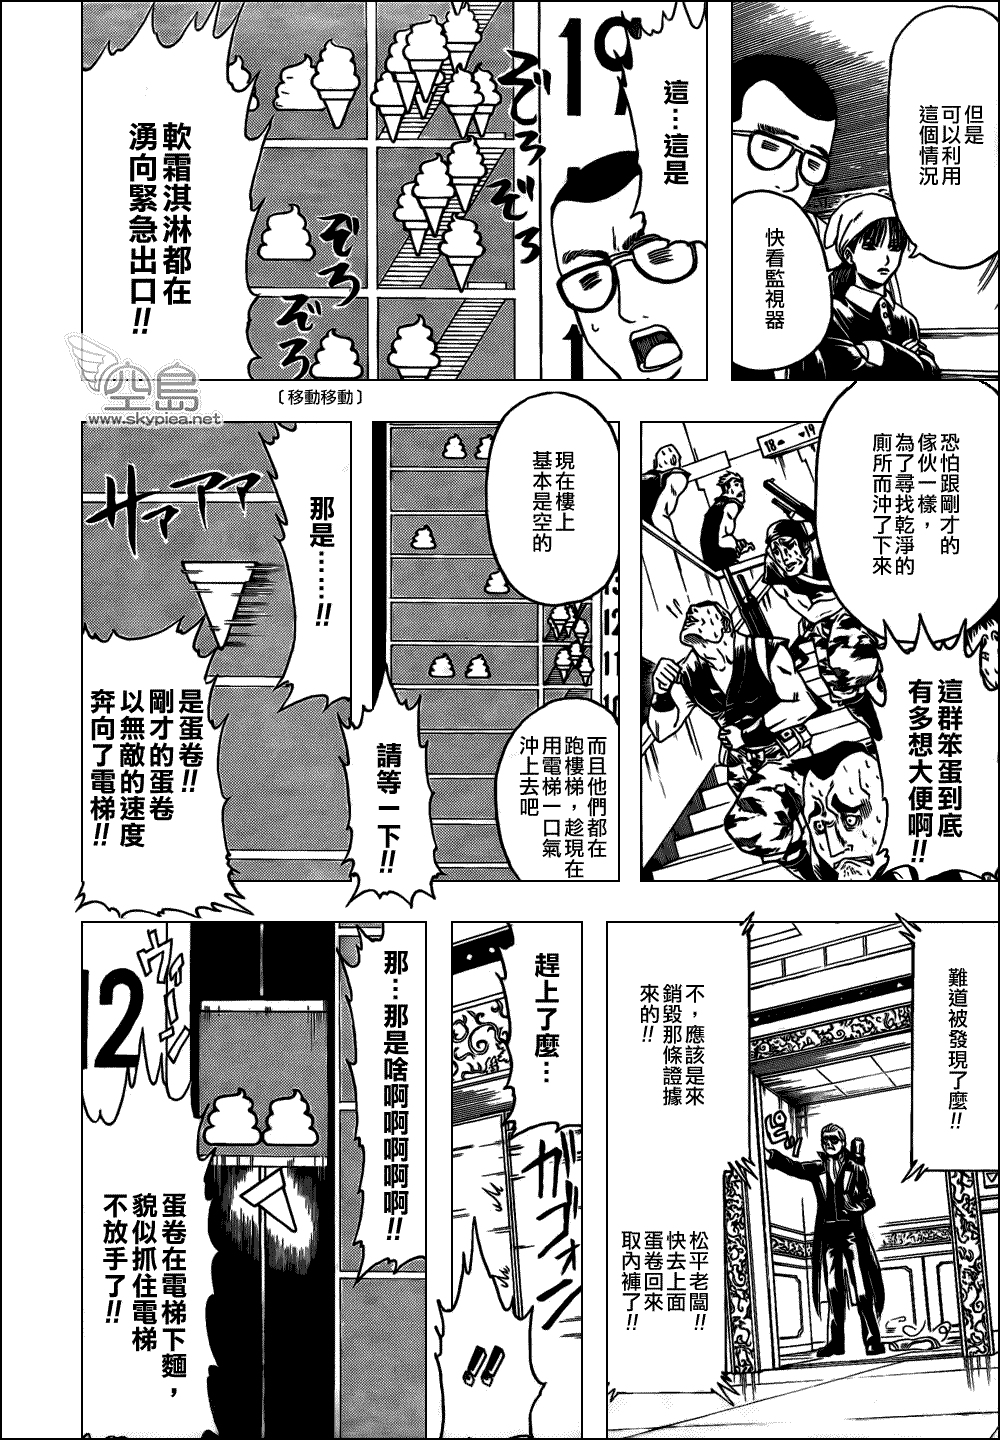 但是
可以利用
這個情況
快看監視器
19
這…這是
1
1
ぞろ
ぞろ
ぞろ
ぞろ
軟霜淇淋都在
湧向緊急出口!!
〔移動移動〕
空島
www.skypiea.net
18
19
恐怕跟剛才的
傢伙一樣，
為了尋找乾淨的
廁所而沖了下來
這群笨蛋到底
有多想大便啊!!
現在樓上
基本是空的
13
12
11
10
而且他們都在
跑樓梯，趁現在
用電梯一口氣
沖上去吧
請等一下!!
那是……!!
サァアァ
是蛋卷!!
剛才的蛋卷
以無敵的速度
奔向了電梯!!
難道被發現了麼!!
不，應該是來
銷毀那條證據
來的!!
松平老闆!!
快去上面
蛋卷回來
取內褲了!!
趕上了麼…
ガゴン
!!
那…那是啥啊啊啊啊啊!!
ウィーン
12
蛋卷在電梯下麵，
貌似抓住電梯
不放手了!!